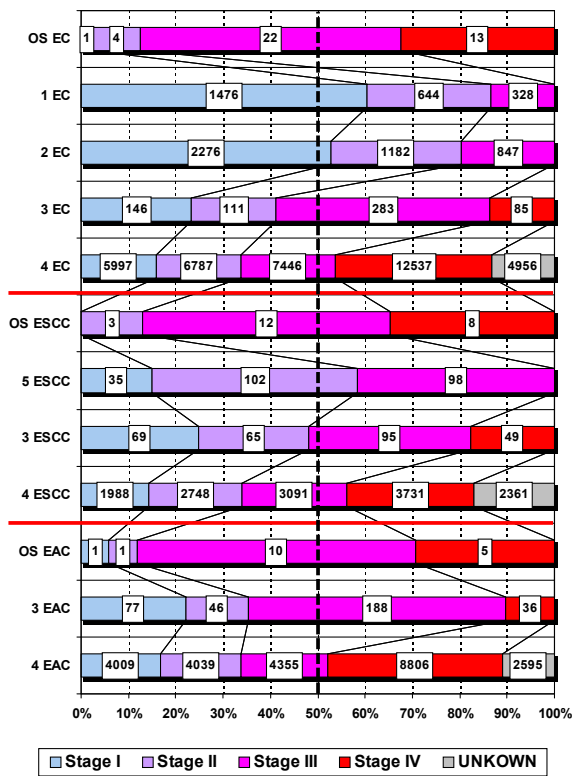 OS EC 1 4 22 13
1 EC 1476 644 328
2 EC 2276 1182 847
3 EC 146 111 283 85
4 EC 5997 6787 7446 12537 4956
OS ESCC 3 12 8
5 ESCC 35 102 98
3 ESCC 69 65 95 49
4 ESCC 1988 2748 3091 3731 2361
OS EAC 1 1 10 5
3 EAC 77 46 188 36
4 EAC 4009 4039 4355 8806 2595
0% 10% 20% 30% 40% 50% 60% 70% 80% 90% 100%
Stage I Stage II Stage III Stage IV UNKOWN